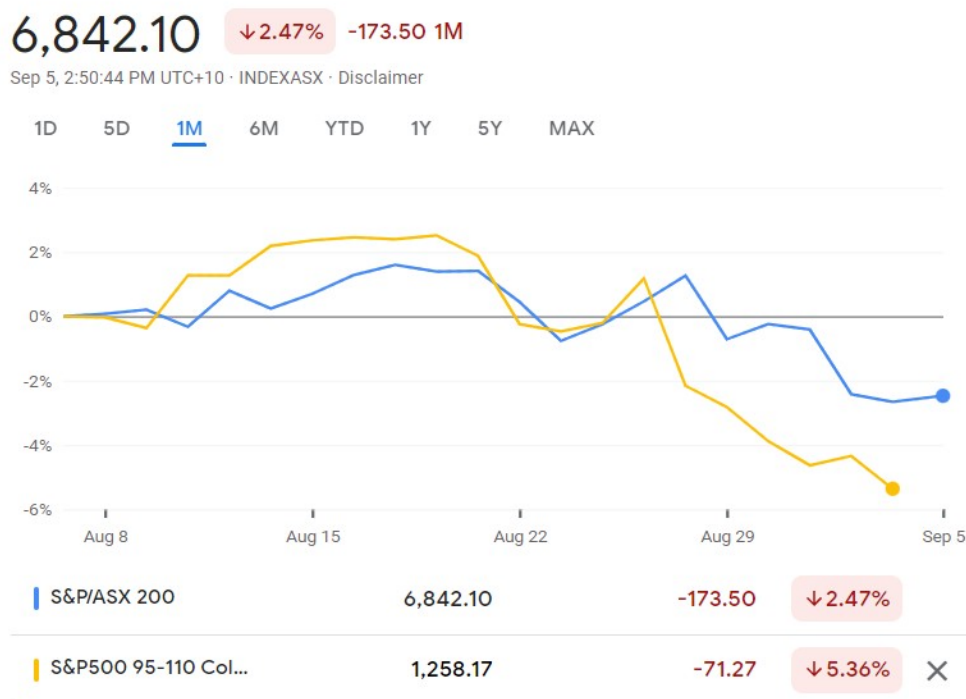 6,842.10 ↓2.47% -173.50 1M
Sep 5, 2:50:44 PM UTC+10 · INDEXASX · Disclaimer
1D 5D 1M 6M YTD 1Y 5Y MAX
4%
2%
0%
-2%
-4%
-6%
Aug 8 Aug 15 Aug 22 Aug 29 Sep 5
S&P/ASX 200 6,842.10 -173.50 ↓2.47%
S&P500 95-110 Col... 1,258.17 -71.27 ↓5.36%